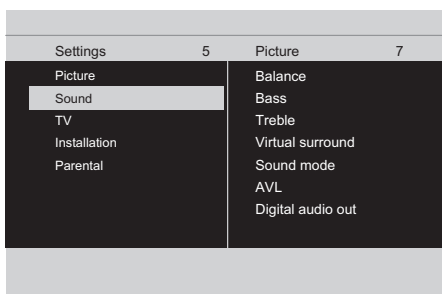 Settings 5
Picture
Sound
TV
Installation
Parental
Picture 7
Balance
Bass
Treble
Virtual surround
Sound mode
AVL
Digital audio out